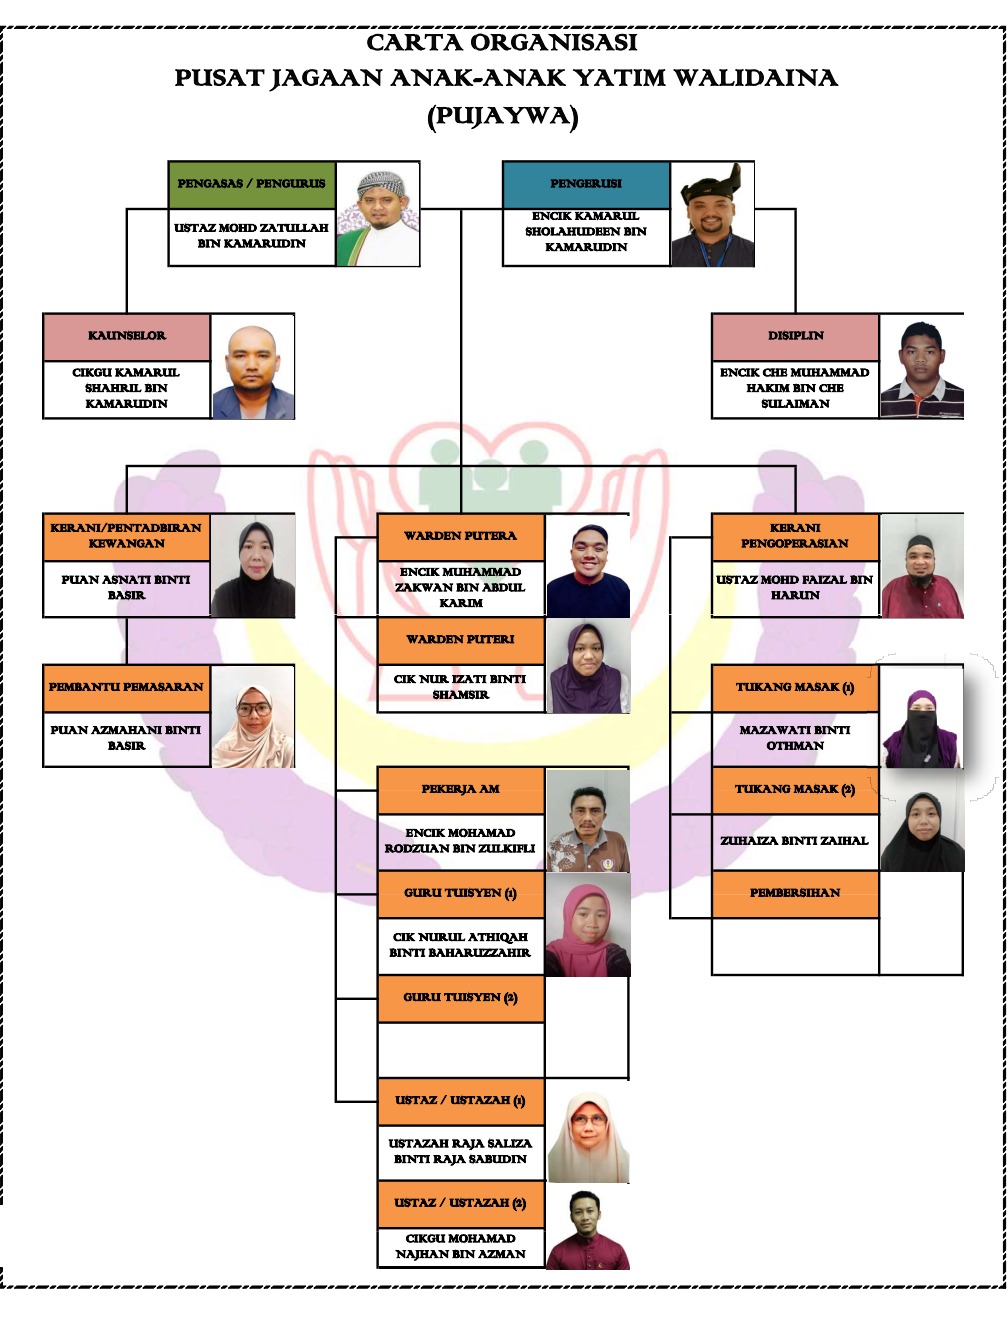 CARTA ORGANISASI
PUSAT JAGAAN ANAK-ANAK YATIM WALIDAINA
(PUJAYWA)
PENGASAS / PENGURUS
USTAZ MOHD ZATULLAH
BIN KAMARUDIN
PENGERUSI
ENCIK KAMARUL
SHOLAHUDEEN BIN
KAMARUDIN
KAUNSELOR
CIKGU KAMARUL
SHAHRIL BIN
KAMARUDIN
DISIPLIN
ENCIK CHE MUHAMMAD
HAKIM BIN CHE
SULAIMAN
KERANI/PENTADBIRAN
KEWANGAN
PUAN ASNATI BINTI
BASIR
WARDEN PUTERA
ENCIK MUHAMMAD
ZAKWAN BIN ABDUL
KARIM
KERANI
PENGOPERASIAN
USTAZ MOHD FAIZAL BIN
HARUN
WARDEN PUTERI
CIK NUR IZATI BINTI
SHAMSIR
PEMBANTU PEMASARAN
PUAN AZMAHANI BINTI
BASIR
TUKANG MASAK (1)
MAZAWATI BINTI
OTHMAN
TUKANG MASAK (2)
ZUHAIZA BINTI ZAIHAL
PEMBERSIHAN
PEKERJA AM
ENCIK MOHAMAD
RODZUAN BIN ZULKIFLI
GURU TUISYEN (1)
CIK NURUL ATHIQAH
BINTI BAHARUZZAHIR
GURU TUISYEN (2)
USTAZ / USTAZAH (1)
USTAZAH RAJA SALIZA
BINTI RAJA SABUDIN
USTAZ / USTAZAH (2)
CIKGU MOHAMAD
NAJHAN BIN AZMAN